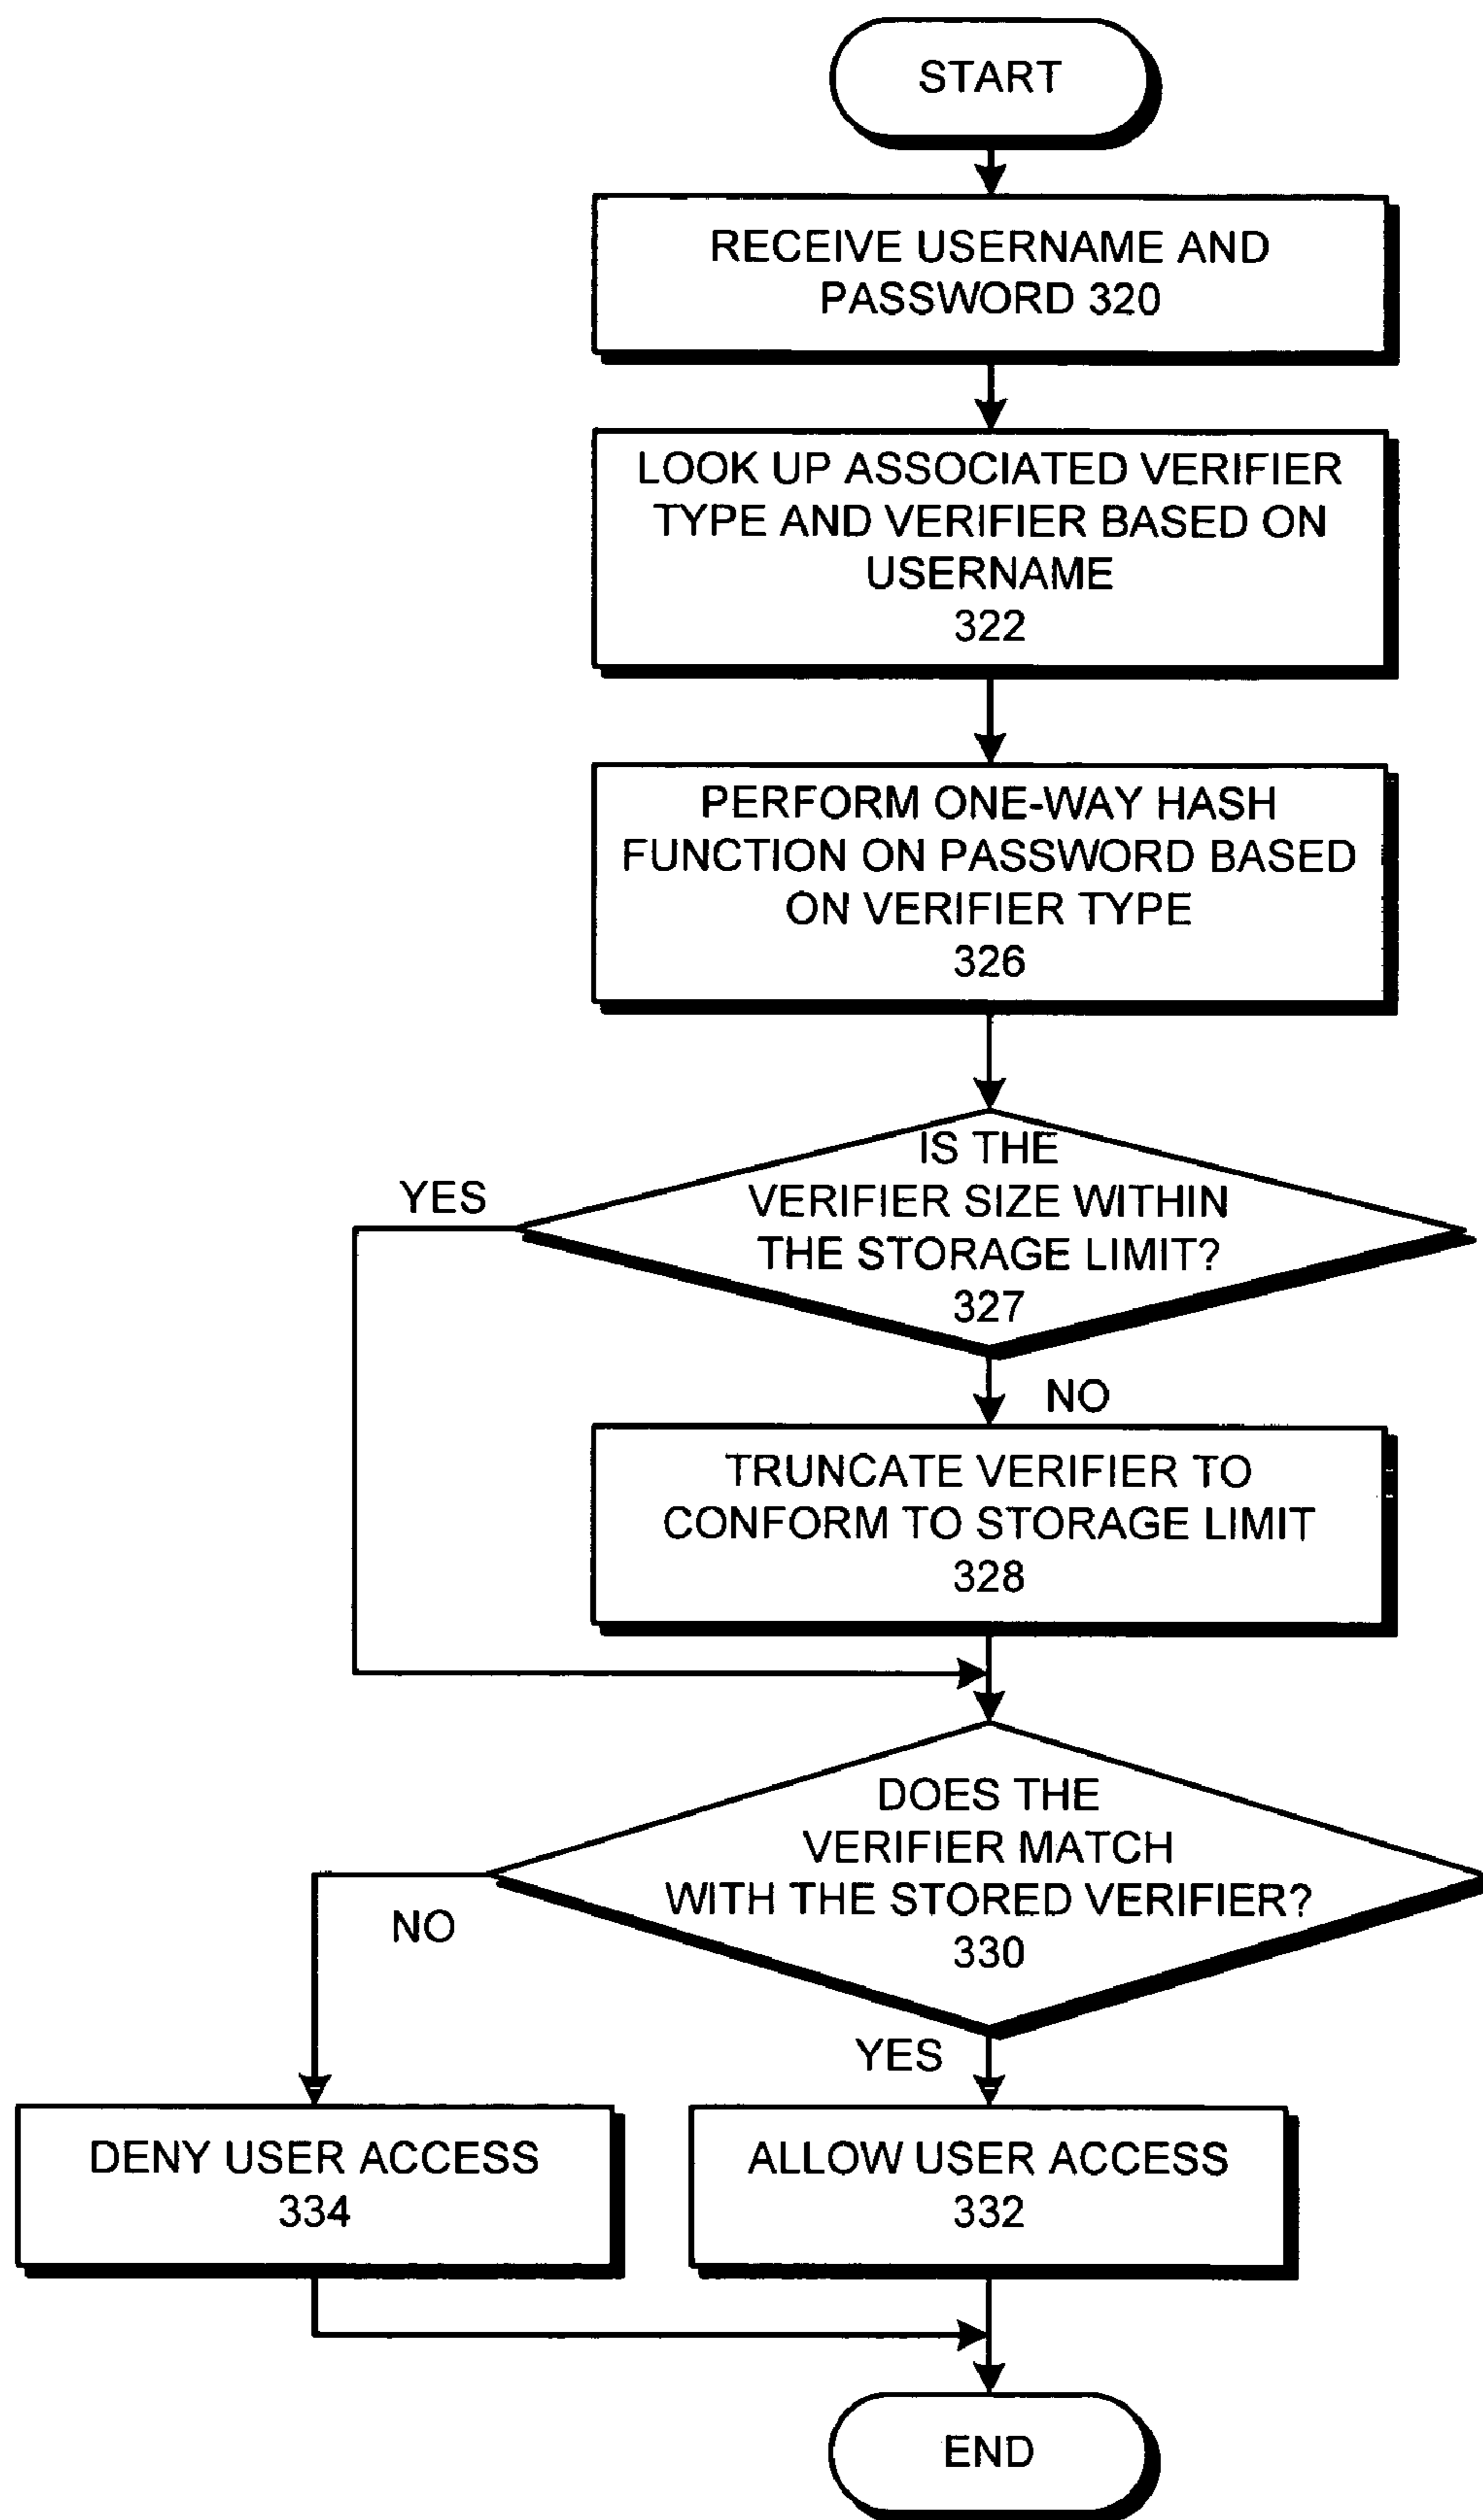 START
RECEIVE USERNAME AND
PASSWORD 320
LOOK UP ASSOCIATED VERIFIER
TYPE AND VERIFIER BASED ON
USERNAME
322
PERFORM ONE-WAY HASH
FUNCTION ON PASSWORD BASED
ON VERIFIER TYPE
326
IS THE
VERIFIER SIZE WITHIN
THE STORAGE LIMIT?
327
YES
NO
TRUNCATE VERIFIER TO
CONFORM TO STORAGE LIMIT
328
DOES THE
VERIFIER MATCH
WITH THE STORED VERIFIER?
330
NO
YES
DENY USER ACCESS
334
ALLOW USER ACCESS
332
END